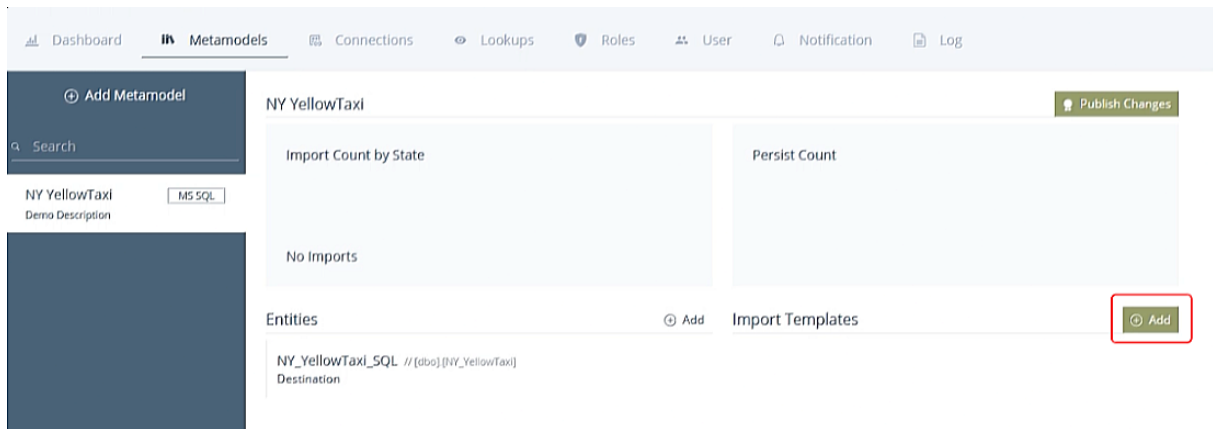 Dashboard Metamodels Connections Lookups Roles User Notification Log
Add Metamodel
Search
NY YellowTaxi MS SQL
Demo Description
NY YellowTaxi Publish Changes
Import Count by State Persist Count
No Imports
Entities Add Import Templates Add
NY_YellowTaxi_SQL // [dbo].[NY_YellowTaxi]
Destination